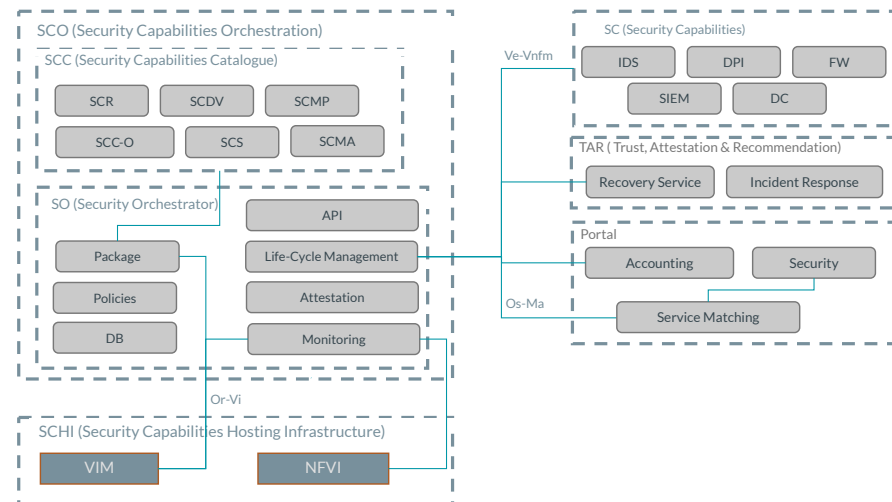 SCO (Security Capabilities Orchestration)
SCC (Security Capabilities Catalogue)
SCR
SCDV
SCMP
SCC-O
SCS
SCMA
SO (Security Orchestrator)
API
Package
Life-Cycle Management
Policies
Attestation
DB
Monitoring
Or-Vi
SCHI (Security Capabilities Hosting Infrastructure)
VIM
NFVI
Ve-Vnfm
Os-Ma
SC (Security Capabilities)
IDS
DPI
FW
SIEM
DC
TAR ( Trust, Attestation & Recommendation)
Recovery Service
Incident Response
Portal
Accounting
Security
Service Matching